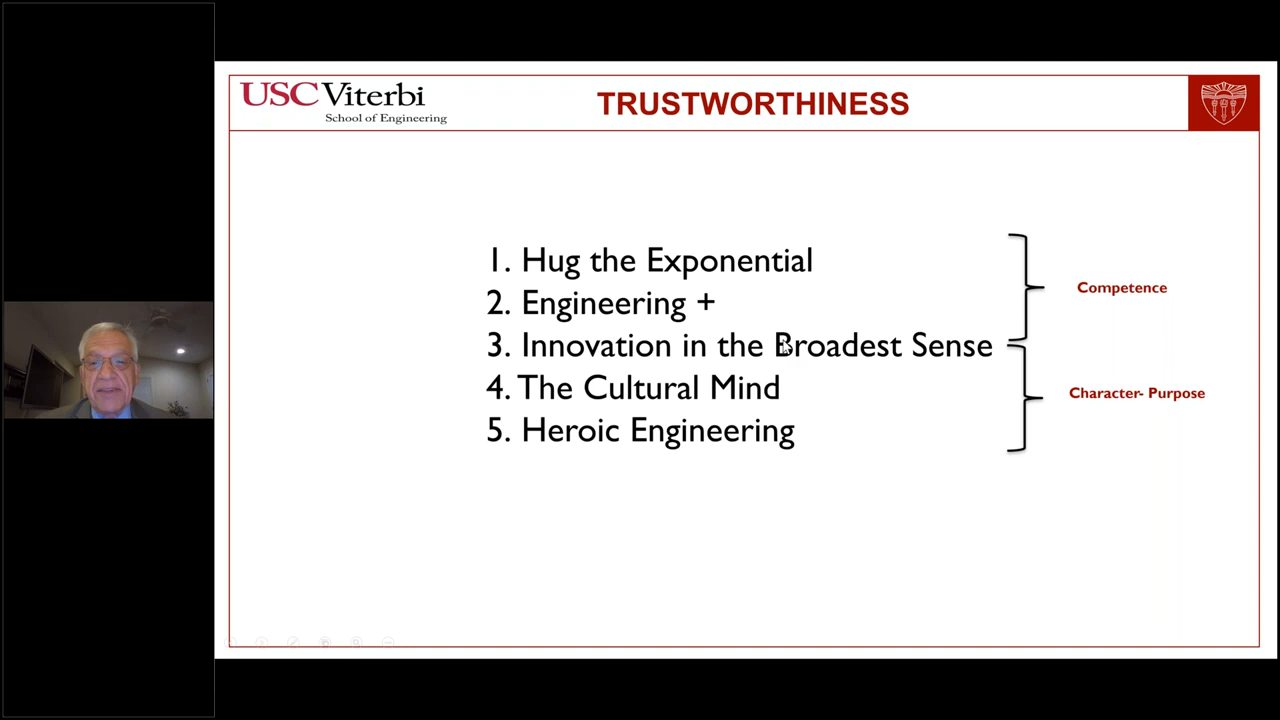 USC Viterbi
School of Engineering
TRUSTWORTHINESS
1. Hug the Exponential
2. Engineering +
3. Innovation in the Broadest Sense
4. The Cultural Mind
5. Heroic Engineering
Competence
Character- Purpose